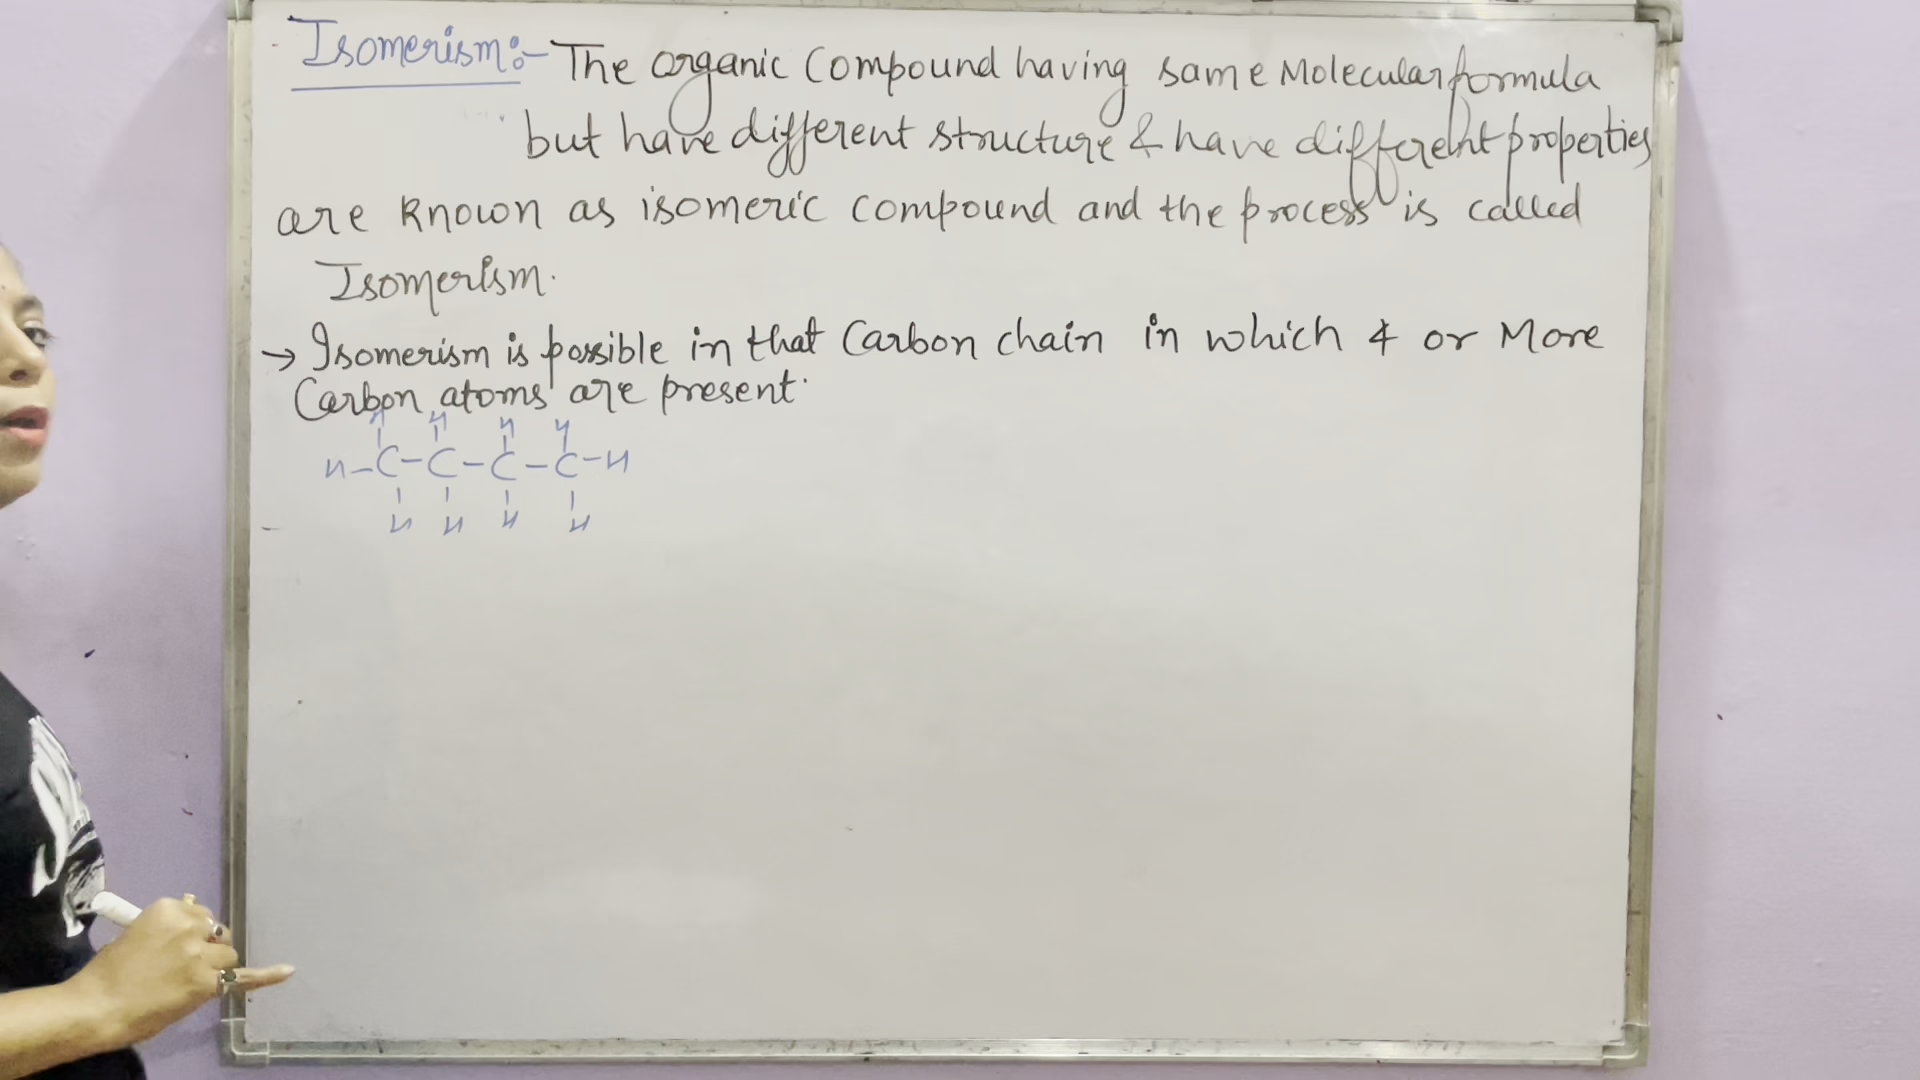 Isomerism:- The organic Compound having same Molecular formula
but have different structure & have different properties
are known as isomeric compound and the process is called
Isomerism.
→ Isomerism is possible in that Carbon chain in which 4 or More
Carbon atoms are present.
H H H H
H-C-C-C-C-H
H H H H